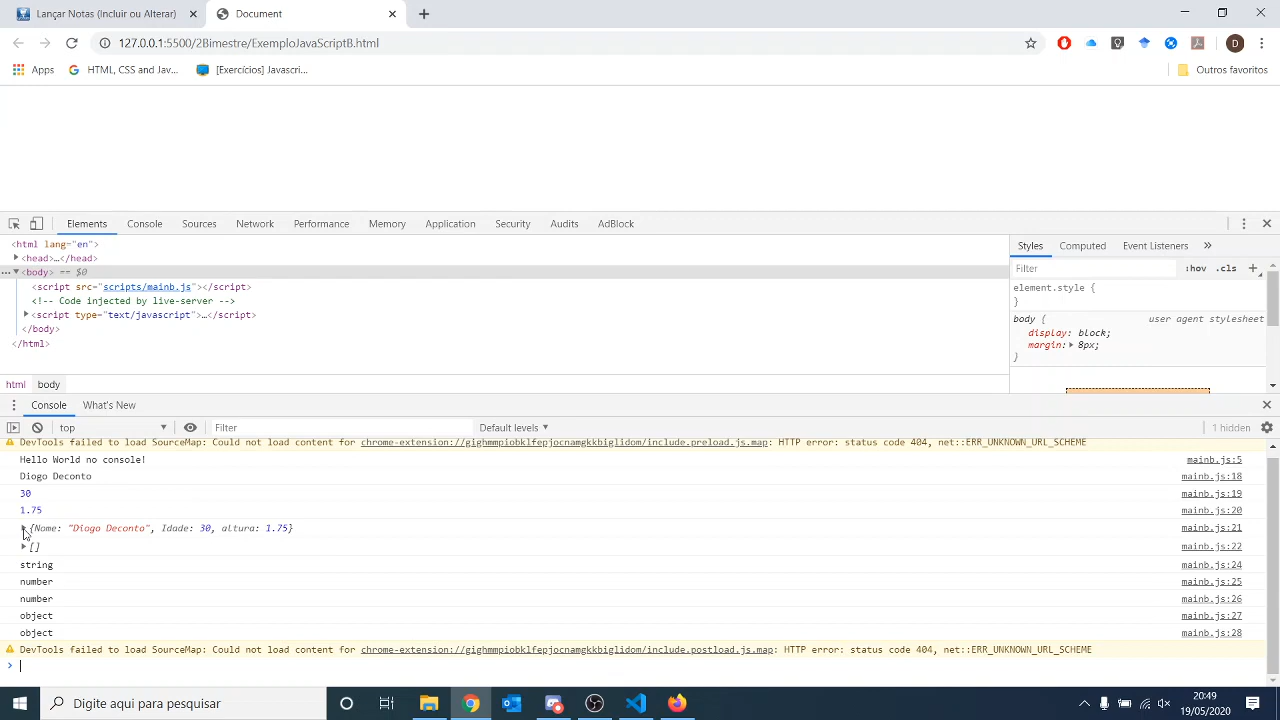 Lançar Notas (Incluir ou Alterar)
Document
127.0.0.1:5500/2Bimestre/ExemploJavaScriptB.html
D
Apps
HTML, CSS and Jav...
[Exercícios] Javascri...
Outros favoritos
Elements
Console
Sources
Network
Performance
Memory
Application
Security
Audits
AdBlock
<html lang="en">
<head>…</head>
<body> == $0
<script src="scripts/mainb.js"></script>
<!-- Code injected by live-server -->
<script type="text/javascript">…</script>
</body>
</html>
html body
Styles
Computed
Event Listeners
Filter
:hov .cls
element.style {
}
body {
user agent stylesheet
display: block;
margin: 8px;
}
Console
What's New
top
Filter
Default levels
1 hidden
DevTools failed to load SourceMap: Could not load content for chrome-extension://gighmmpiobklfepjocnamgkkbiglidom/include.preload.js.map: HTTP error: status code 404, net::ERR_UNKNOWN_URL_SCHEME
Hello World no console! mainb.js:5
Diogo Deconto mainb.js:18
30 mainb.js:19
1.75 mainb.js:20
{Nome: "Diogo Deconto", Idade: 30, altura: 1.75} mainb.js:21
[] mainb.js:22
string mainb.js:24
number mainb.js:25
number mainb.js:26
object mainb.js:27
object mainb.js:28
DevTools failed to load SourceMap: Could not load content for chrome-extension://gighmmpiobklfepjocnamgkkbiglidom/include.postload.js.map: HTTP error: status code 404, net::ERR_UNKNOWN_URL_SCHEME
Digite aqui para pesquisar
20:49
19/05/2020